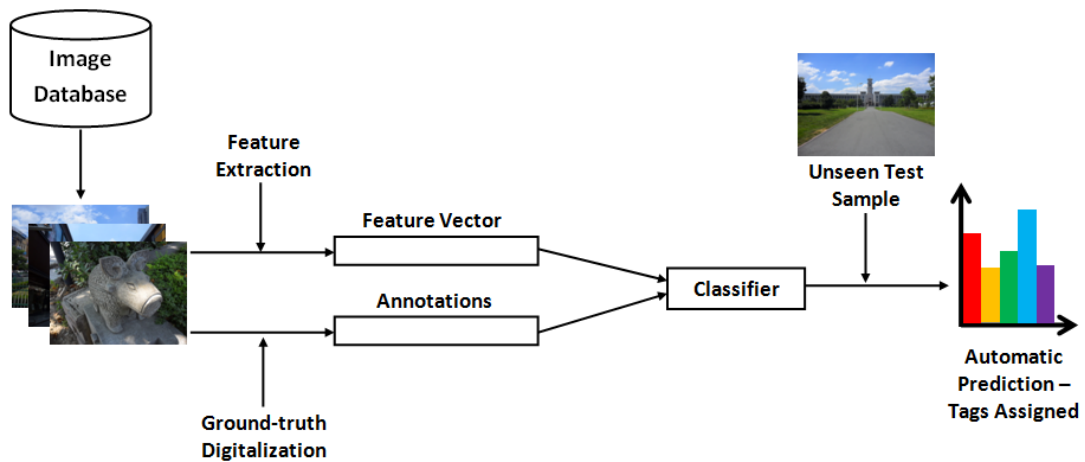 Image
Database
Feature
Extraction
Feature Vector
Annotations
Ground-truth
Digitalization
Classifier
Unseen Test
Sample
Automatic
Prediction –
Tags Assigned